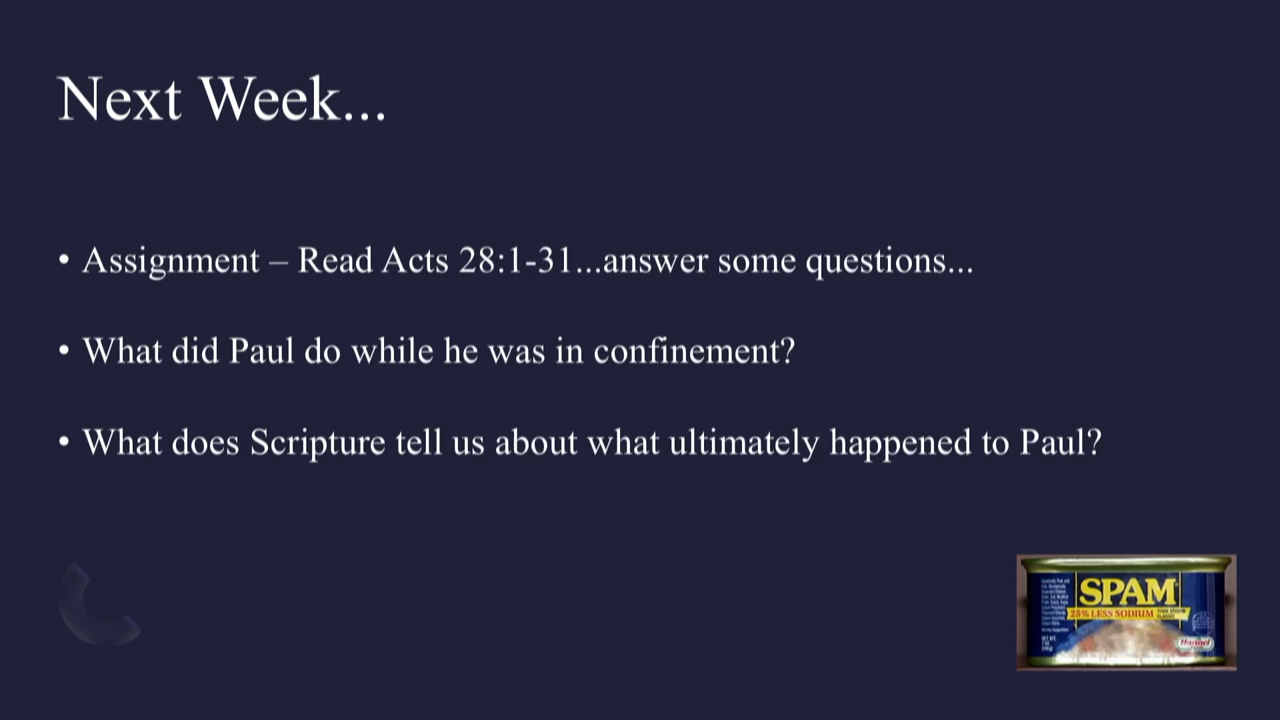 Next Week...
• Assignment – Read Acts 28:1-31...answer some questions...
• What did Paul do while he was in confinement?
• What does Scripture tell us about what ultimately happened to Paul?
SPAM
25% LESS SODIUM
Hormel